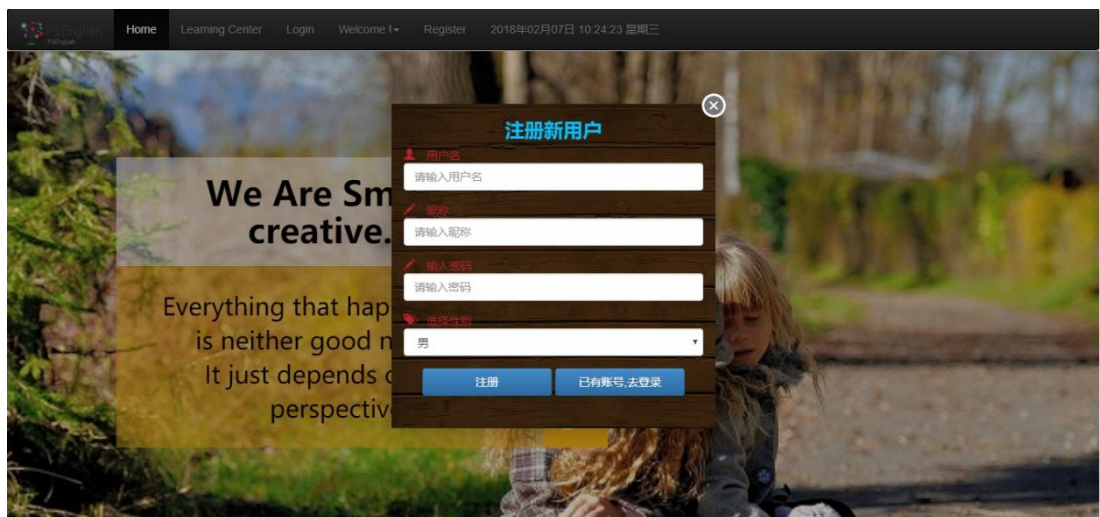 FSEnglish
FSEnglish
Home Learning Center Login Welcome ! Register 2018年02月07日 10:24:23 星期三
We Are Sm
creative.
Everything that hap
is neither good n
It just depends o
perspectiv
注册新用户
用户名
请输入用户名
昵称
请输入昵称
输入密码
请输入密码
选择性别
男
注册 已有账号,去登录